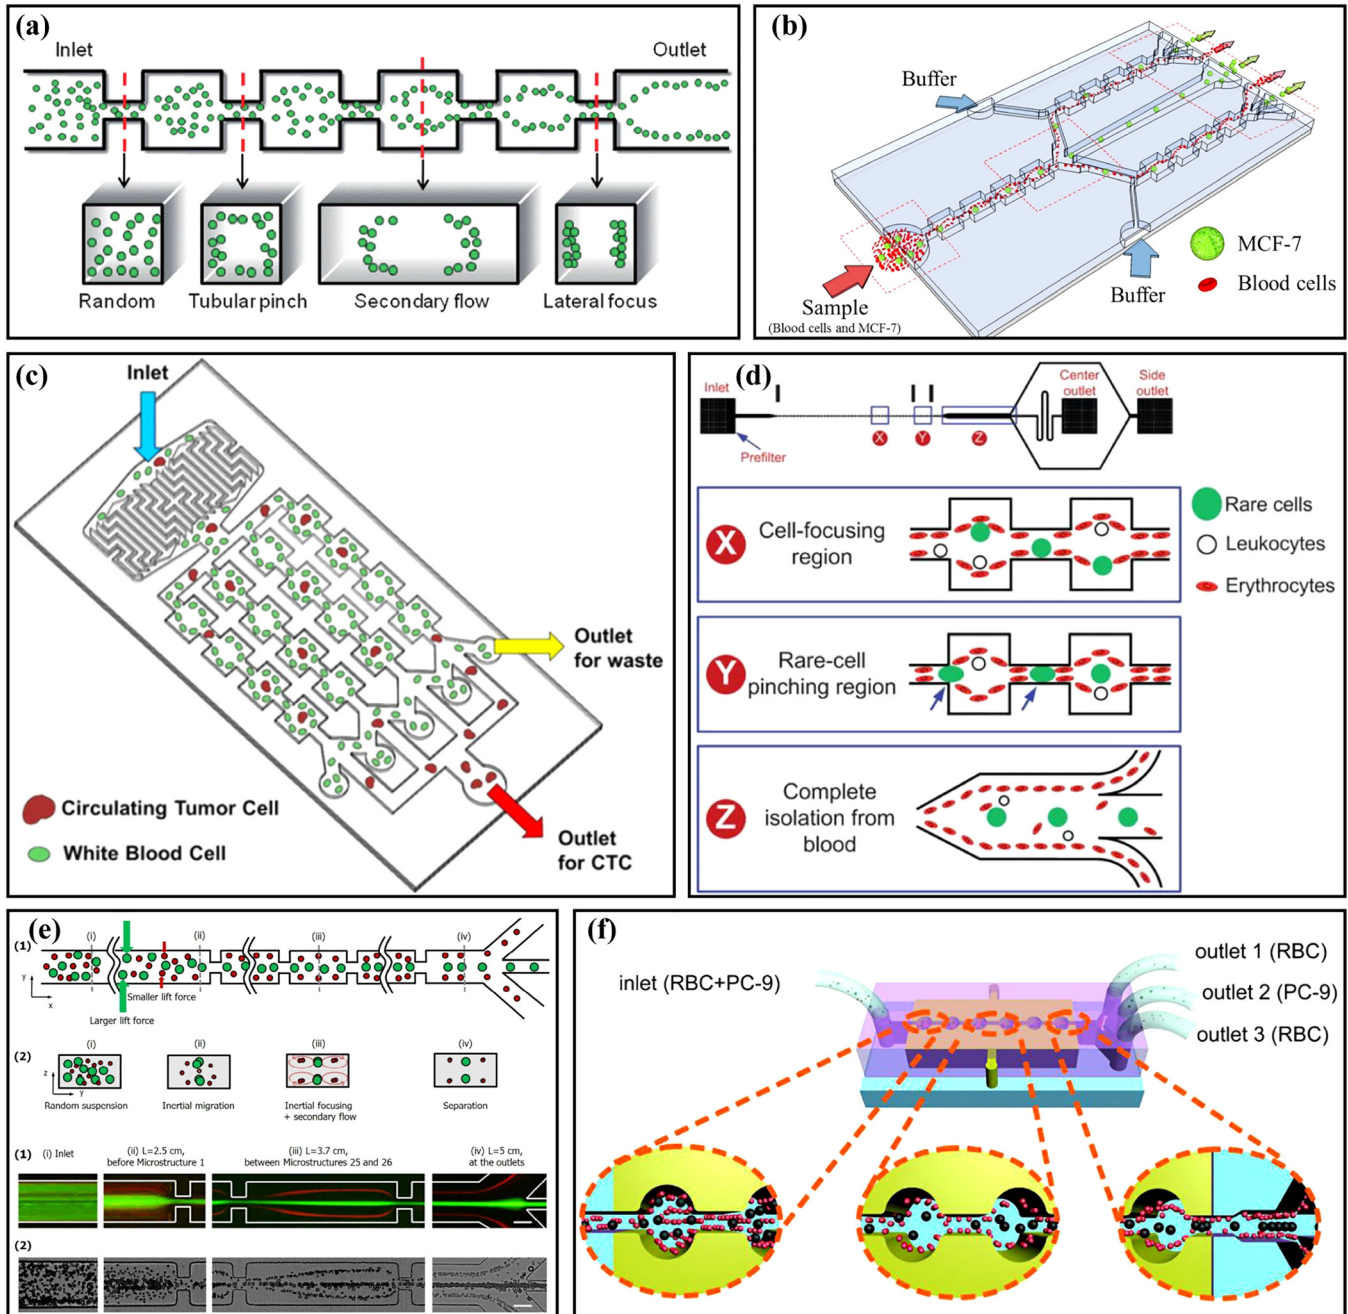 (a)
Inlet
Outlet
Random
Tubular pinch
Secondary flow
Lateral focus
(b)
Buffer
MCF-7
Blood cells
Buffer
Sample
(Blood cells and MCF-7)
(c)
Inlet
Outlet
for waste
Circulating Tumor Cell
White Blood Cell
Outlet
for CTC
(d)
Inlet
Center
outlet
Side
outlet
X
Y
Z
Prefilter
X
Cell-focusing
region
Rare cells
Leukocytes
Erythrocytes
Y
Rare-cell
pinching region
Z
Complete
isolation from
blood
(e)
(1)
(i)
(ii)
(iii)
(iv)
y
x
Smaller lift force
Larger lift force
(2)
(i)
(ii)
(iii)
(iv)
z
y
Random suspension
Inertial migration
Inertial focusing
+ secondary flow
Separation
(1)
(i) Inlet
(ii) L=2.5 cm,
before Microstructure 1
(iii) L=3.7 cm,
between Microstructures 25 and 26
(iv) L=5 cm,
at the outlets
(2)
(f)
inlet (RBC+PC-9)
outlet 1 (RBC)
outlet 2 (PC-9)
outlet 3 (RBC)